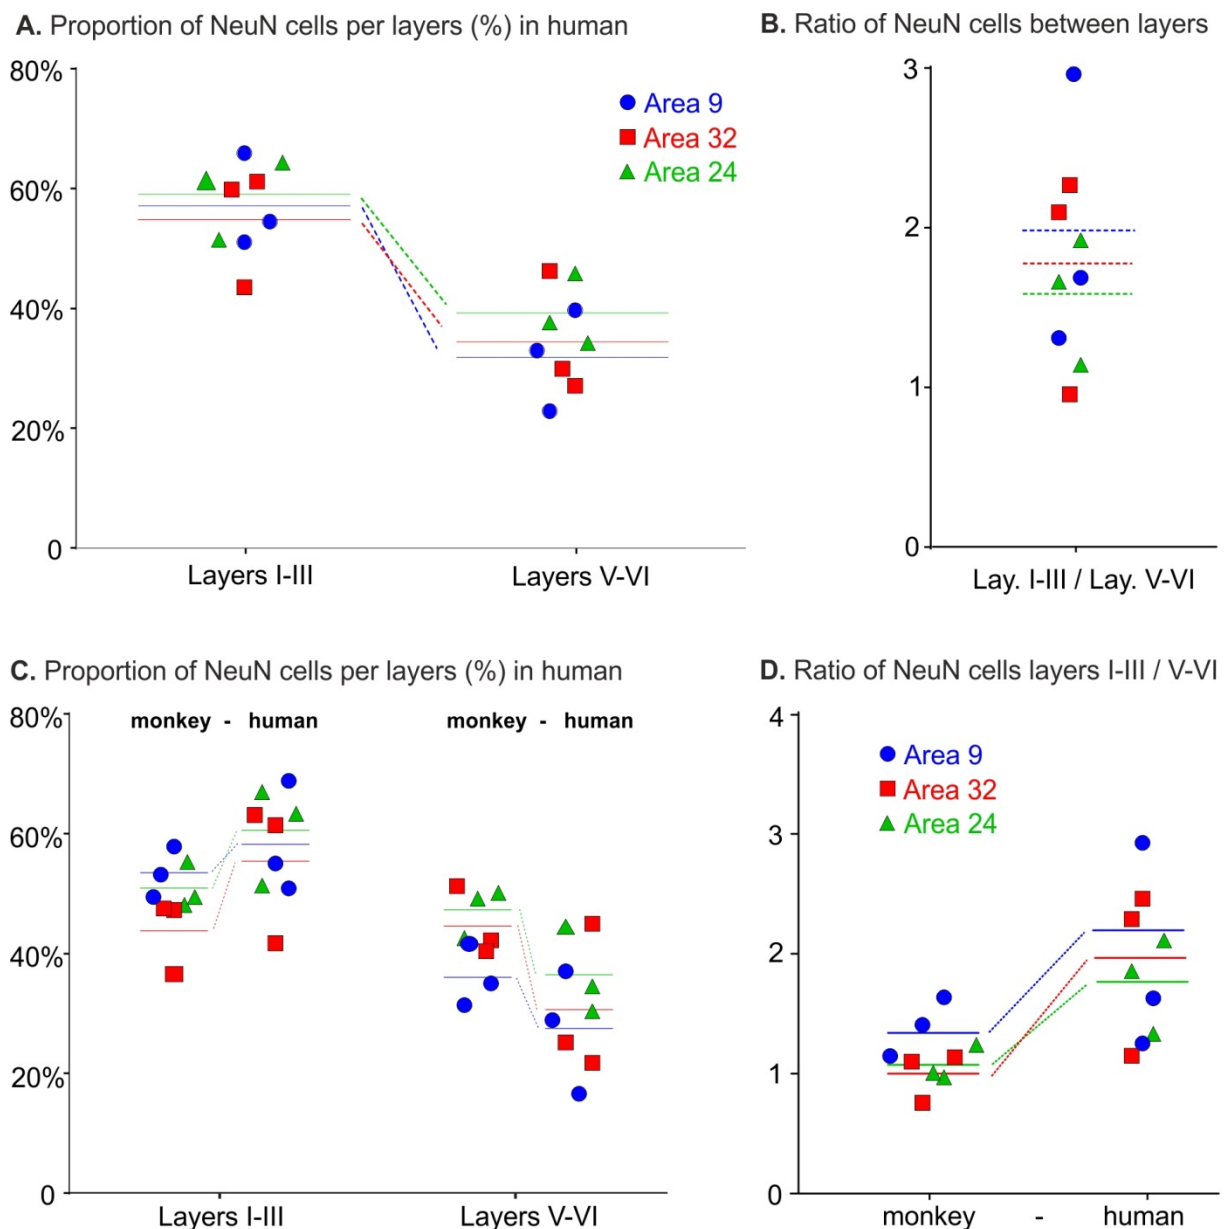 A. Proportion of NeuN cells per layers (%) in human
80%
60%
40%
20%
0
Area 9
Area 32
Area 24
Layers I-III
Layers V-VI
B. Ratio of NeuN cells between layers
3
2
1
0
Lay. I-III / Lay. V-VI
C. Proportion of NeuN cells per layers (%) in human
80%
60%
40%
20%
0
monkey - human
monkey - human
Layers I-III
Layers V-VI
D. Ratio of NeuN cells layers I-III / V-VI
4
3
2
1
0
Area 9
Area 32
Area 24
monkey - human